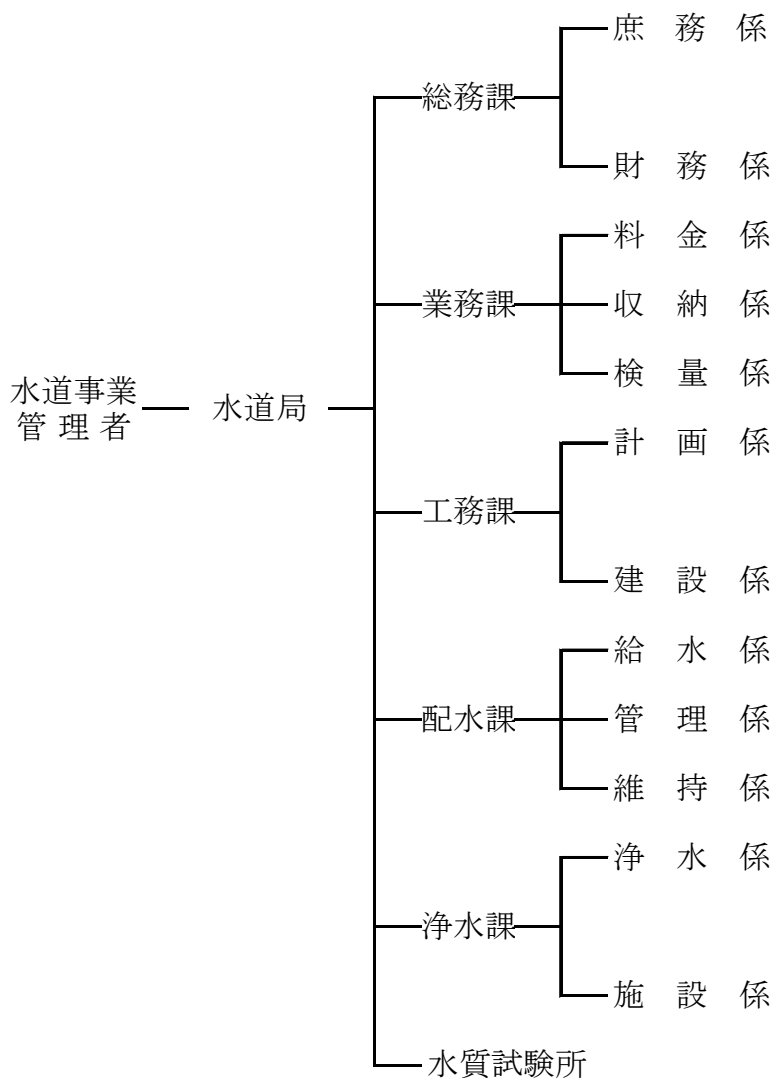 水道事業
管理者
水道局
総務課
庶務係
財務係
業務課
料金係
収納係
検量係
工務課
計画係
建設係
配水課
給水係
管理係
維持係
浄水課
浄水係
施設係
水質試験所